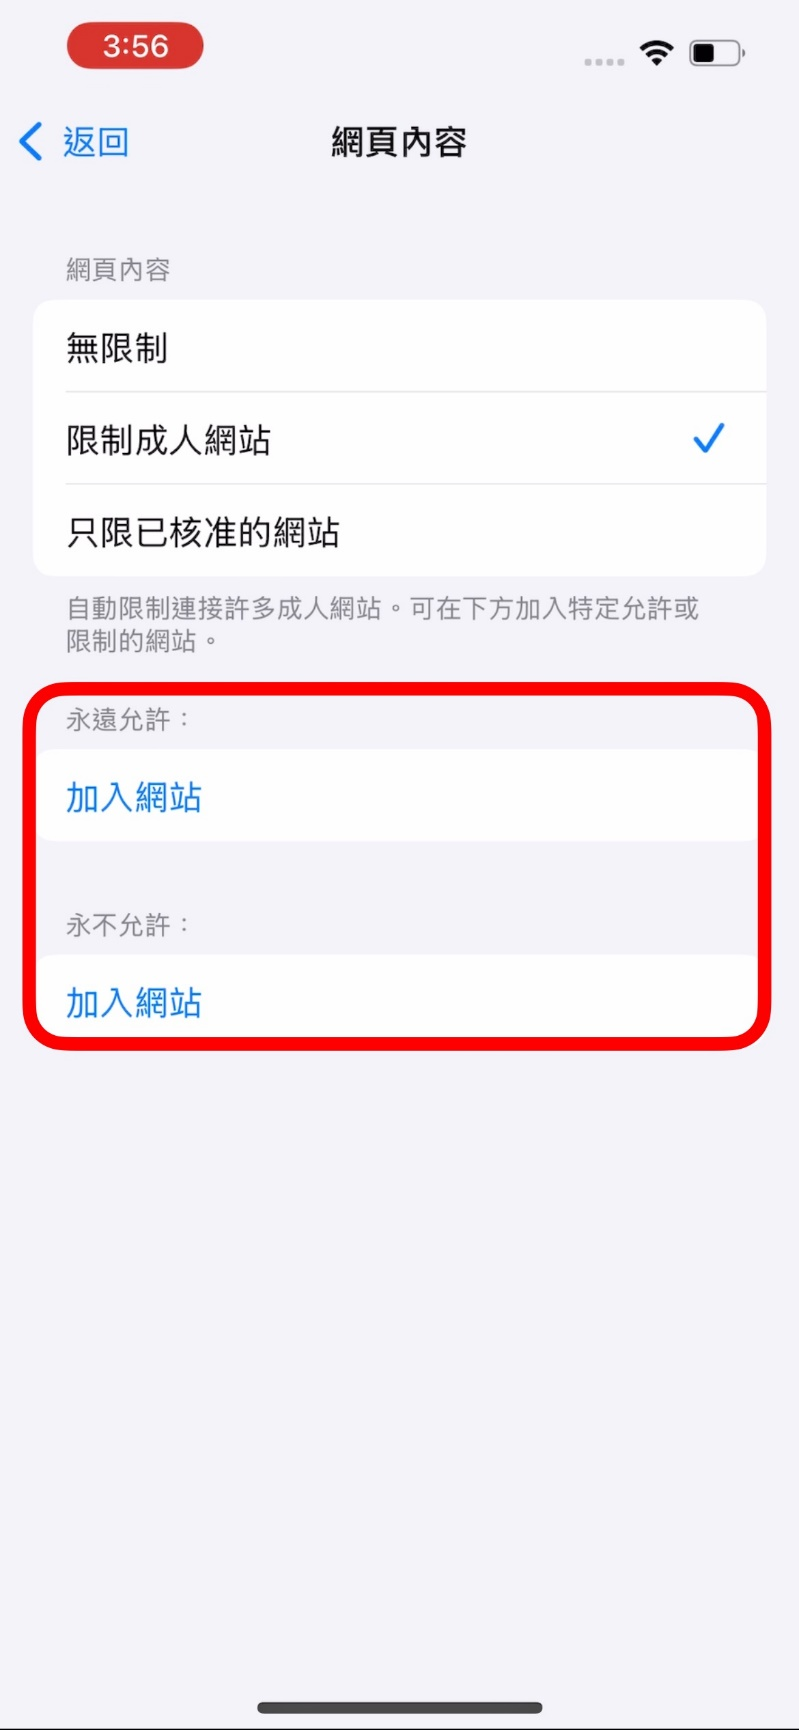 3:56
返回
網頁內容
網頁內容
無限制
限制成人網站
只限已核准的網站
自動限制連接許多成人網站。可在下方加入特定允許或
限制的網站。
永遠允許：
加入網站
永不允許：
加入網站